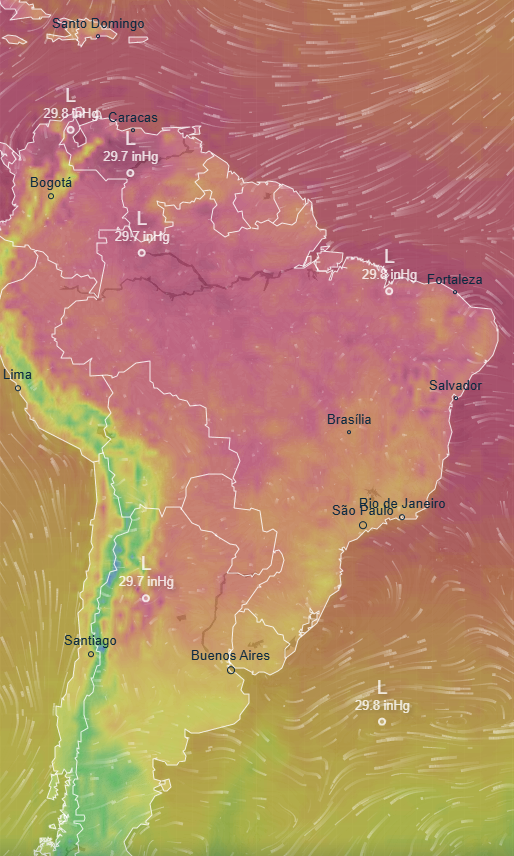 Santo Domingo
L
29.8 inHg
Caracas
L
29.7 inHg
Bogotá
L
29.7 inHg
L
29.8 inHg
Fortaleza
Lima
Salvador
Brasília
Rio de Janeiro
São Paulo
L
29.7 inHg
Santiago
Buenos Aires
L
29.8 inHg